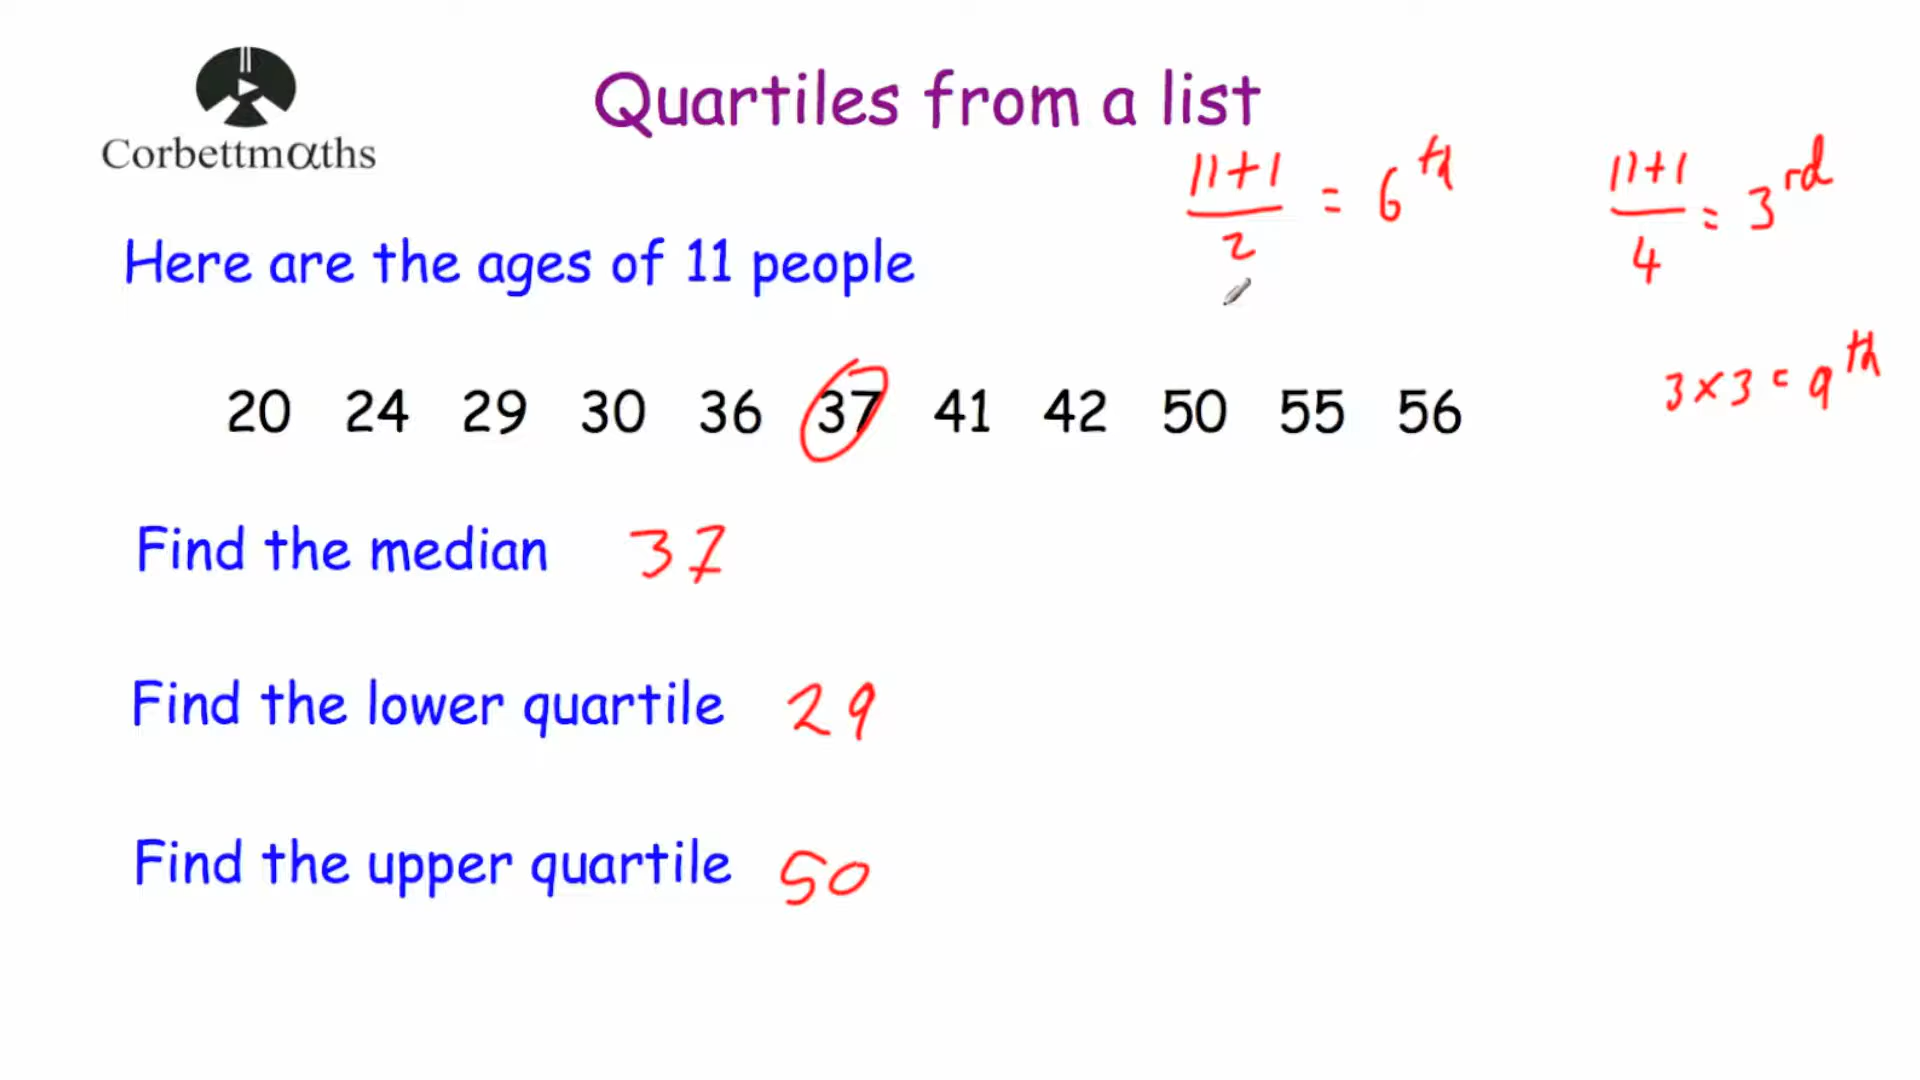 Corbettmαths
Quartiles from a list
11+1
2
= 6th
11+1
4
= 3rd
Here are the ages of 11 people
20 24 29 30 36 37 41 42 50 55 56
3×3 = 9th
Find the median 37
Find the lower quartile 29
Find the upper quartile 50